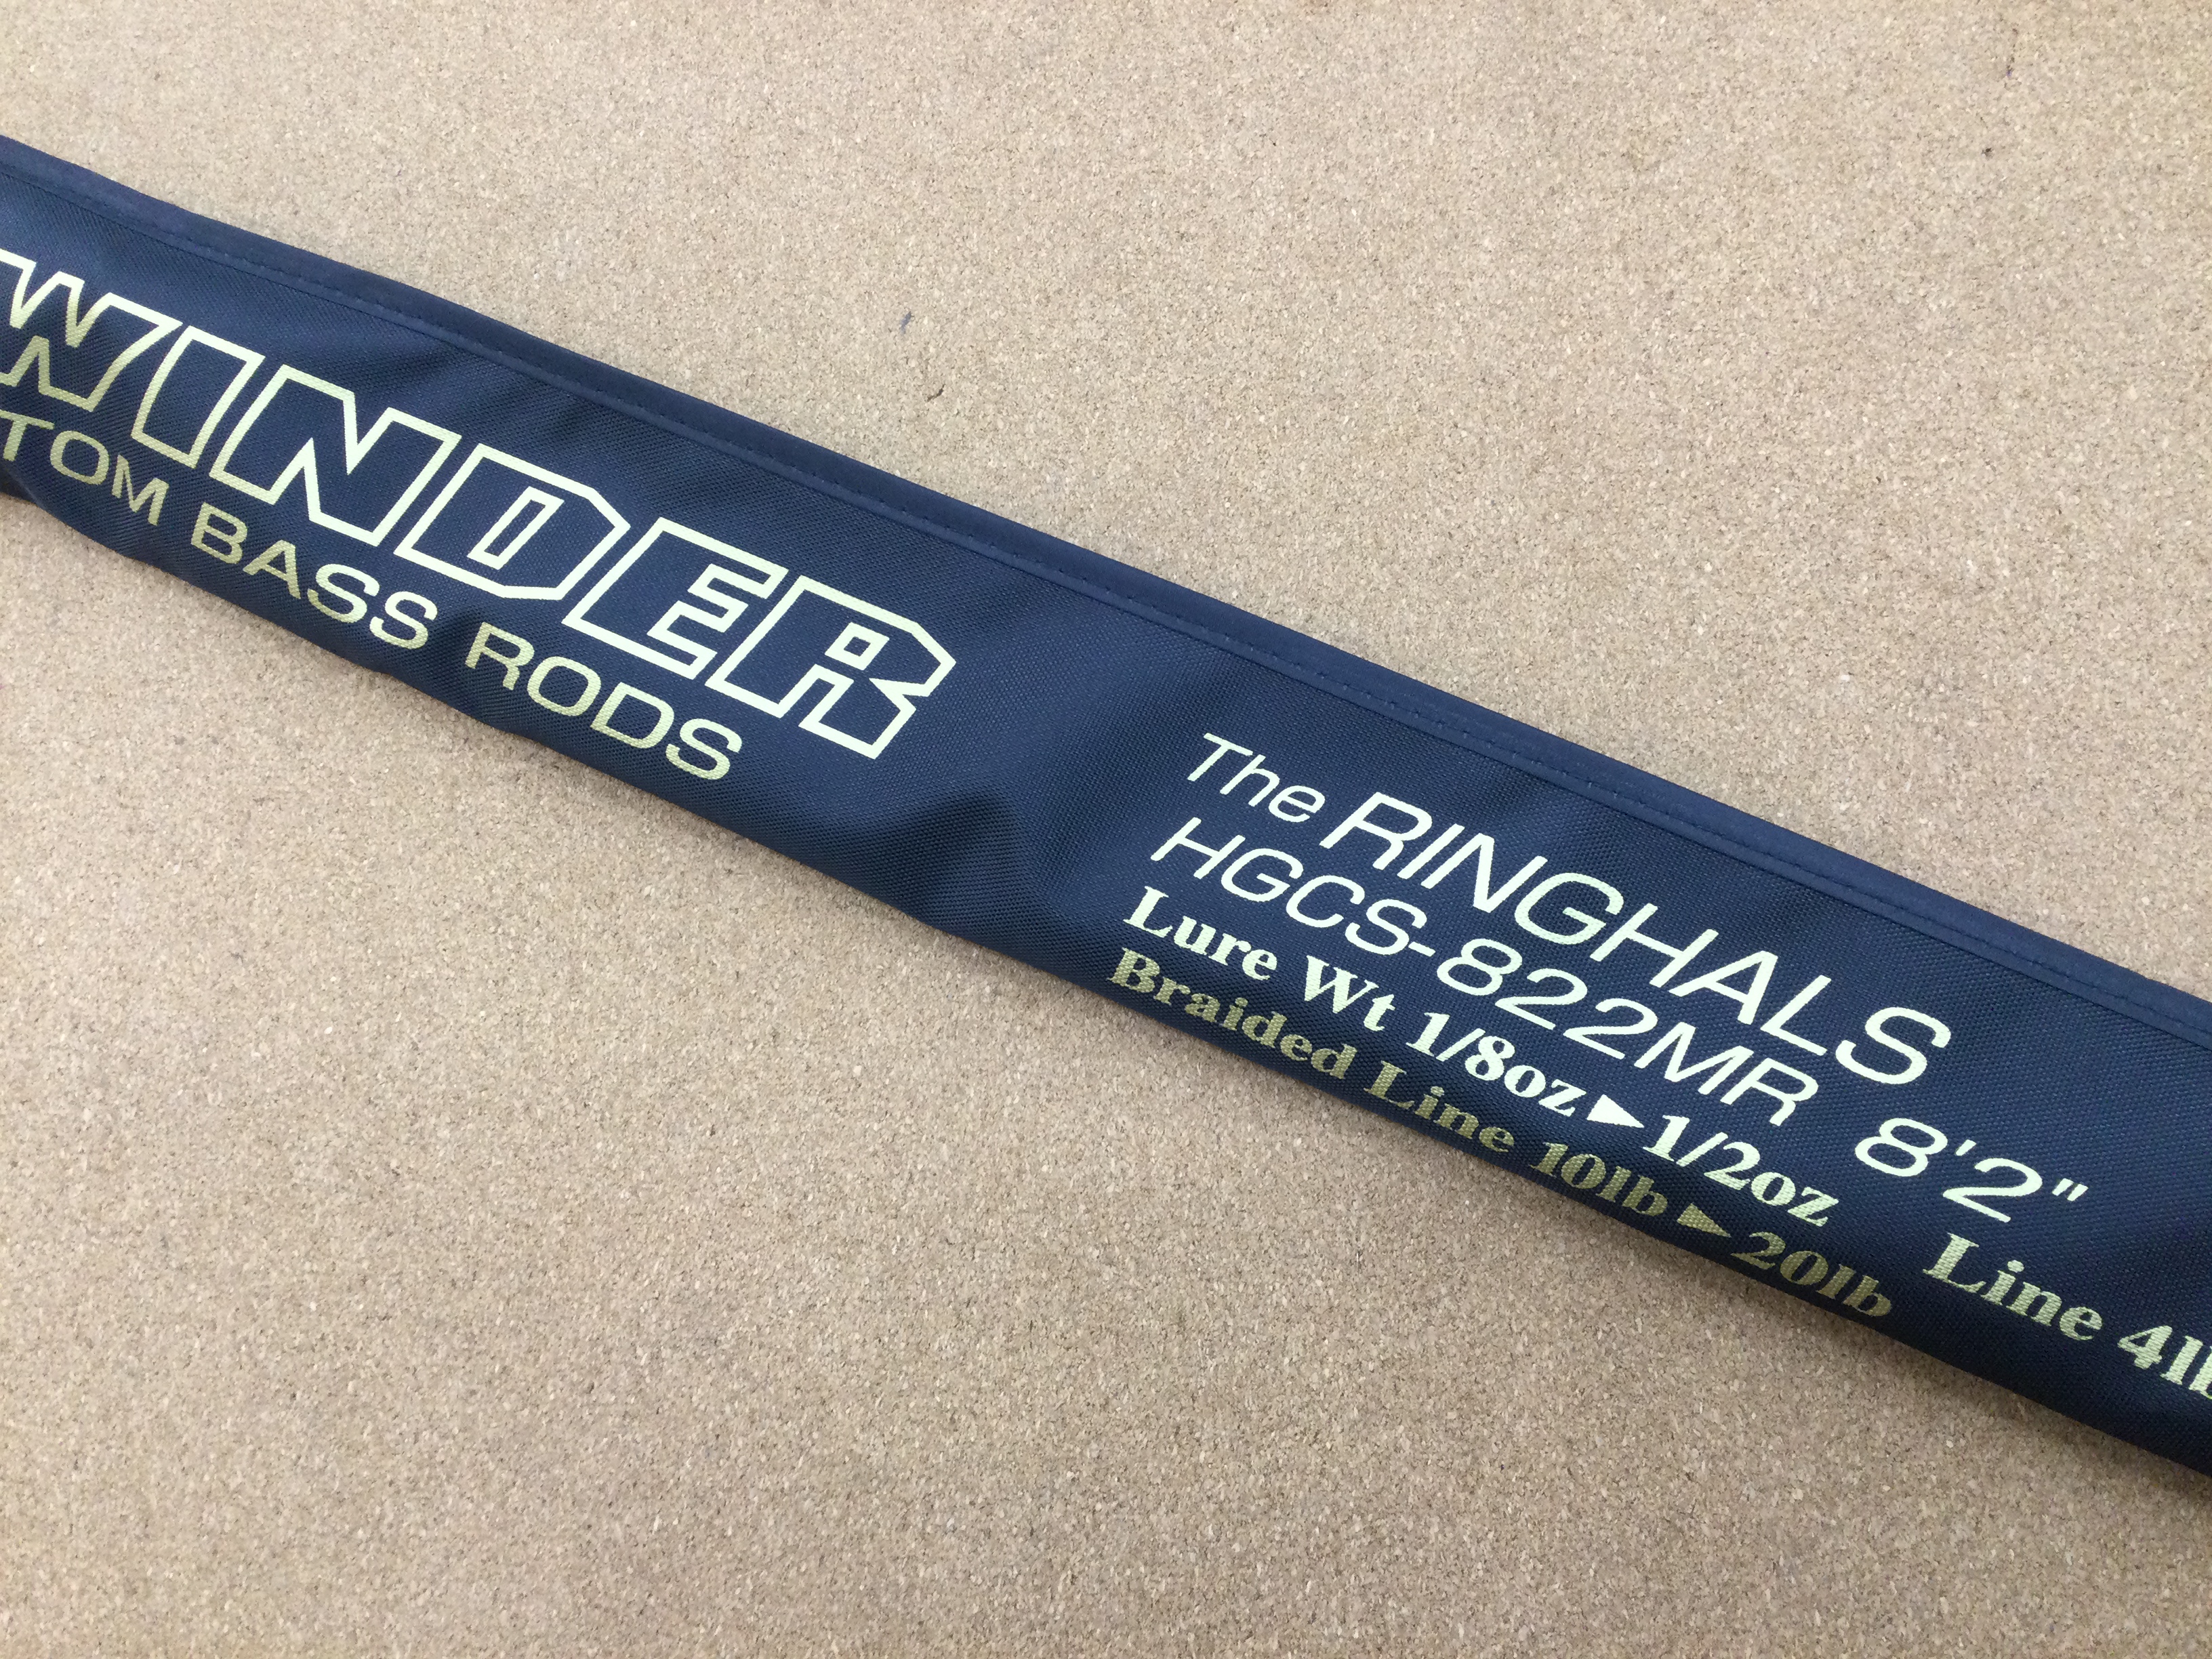 WINDER
TOM BASS RODS
The RINGHALS
HGCS-822MR 8'2"
Lure Wt 1/8oz▶1/2oz Line 4lb
Braided Line 10lb▶20lb